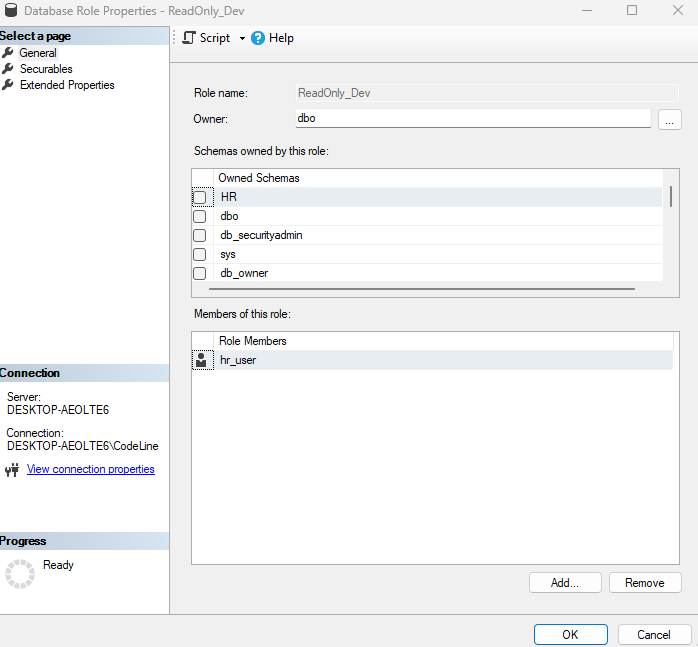 Database Role Properties - ReadOnly_Dev
Select a page
General
Securables
Extended Properties
Script
Help
Role name:
ReadOnly_Dev
Owner:
dbo
...
Schemas owned by this role:
Owned Schemas
HR
dbo
db_securityadmin
sys
db_owner
Members of this role:
Role Members
hr_user
Connection
Server:
DESKTOP-AEOLTE6
Connection:
DESKTOP-AEOLTE6\CodeLine
View connection properties
Progress
Ready
Add...
Remove
OK
Cancel